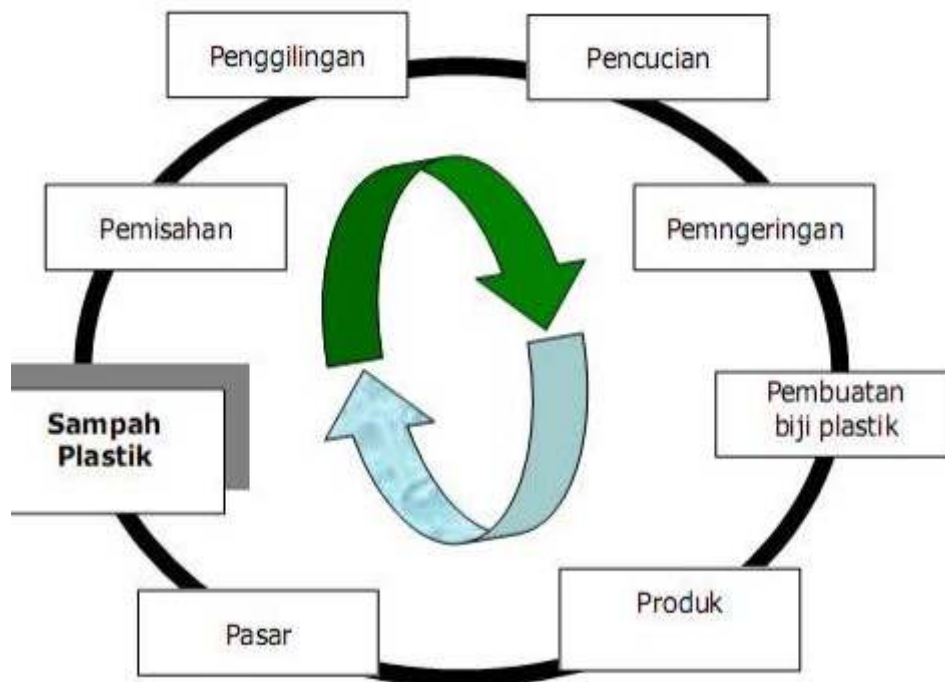 Penggilingan
Pencucian
Pemisahan
Pemngeringan
Sampah
Plastik
Pembuatan
biji plastik
Pasar
Produk